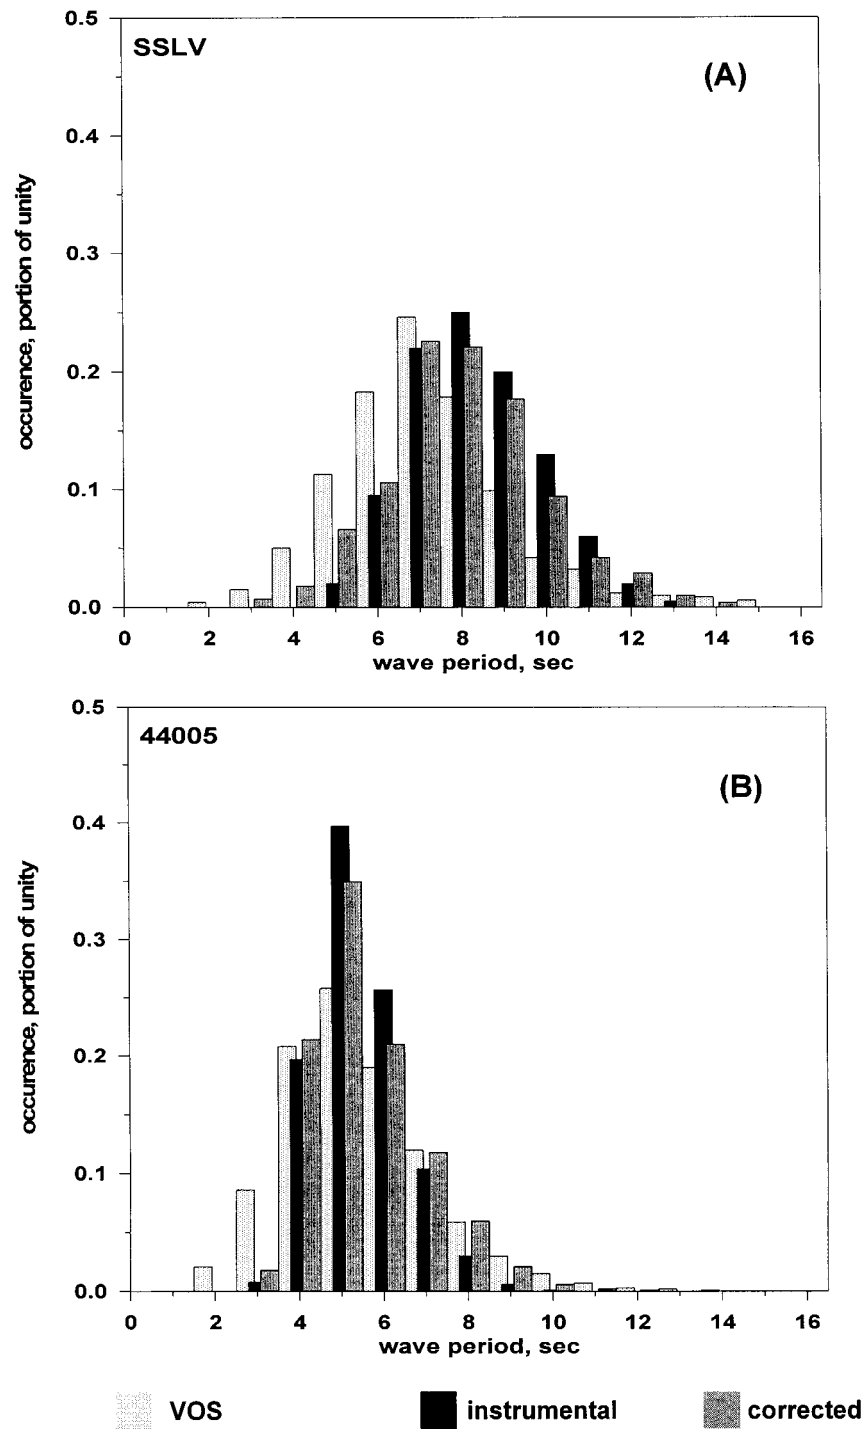 0.5
SSLV
(A)
0.4
0.3
0.2
0.1
0.0
occurence, portion of unity
0 2 4 6 8 10 12 14 16
wave period, sec
0.5
44005
(B)
0.4
0.3
0.2
0.1
0.0
occurence, portion of unity
0 2 4 6 8 10 12 14 16
wave period, sec
VOS instrumental corrected